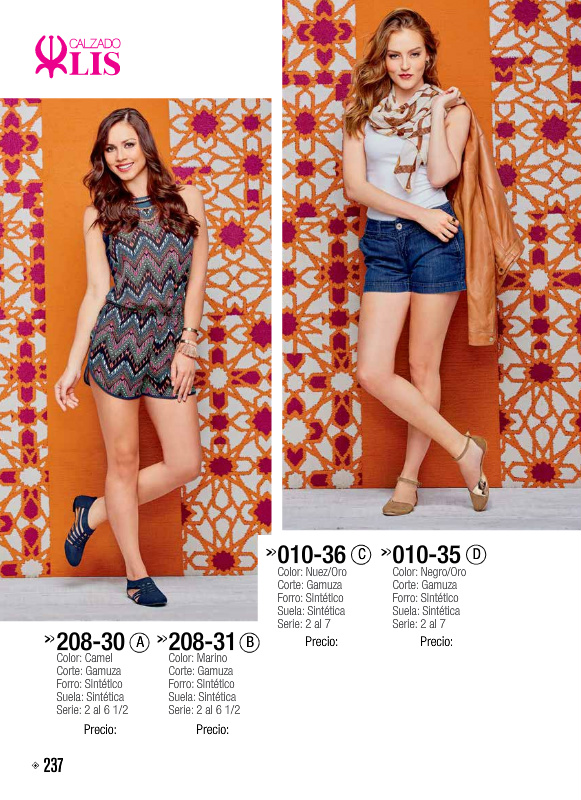 CALZADO
LIS
010-36 C
Color: Nuez/Oro
Corte: Gamuza
Forro: Sintético
Suela: Sintética
Serie: 2 al 7
Precio:
010-35 D
Color: Negro/Oro
Corte: Gamuza
Forro: Sintético
Suela: Sintética
Serie: 2 al 7
Precio:
208-30 A
Color: Camel
Corte: Gamuza
Forro: Sintético
Suela: Sintética
Serie: 2 al 6 1/2
Precio:
208-31 B
Color: Marino
Corte: Gamuza
Forro: Sintético
Suela: Sintética
Serie: 2 al 6 1/2
Precio:
237